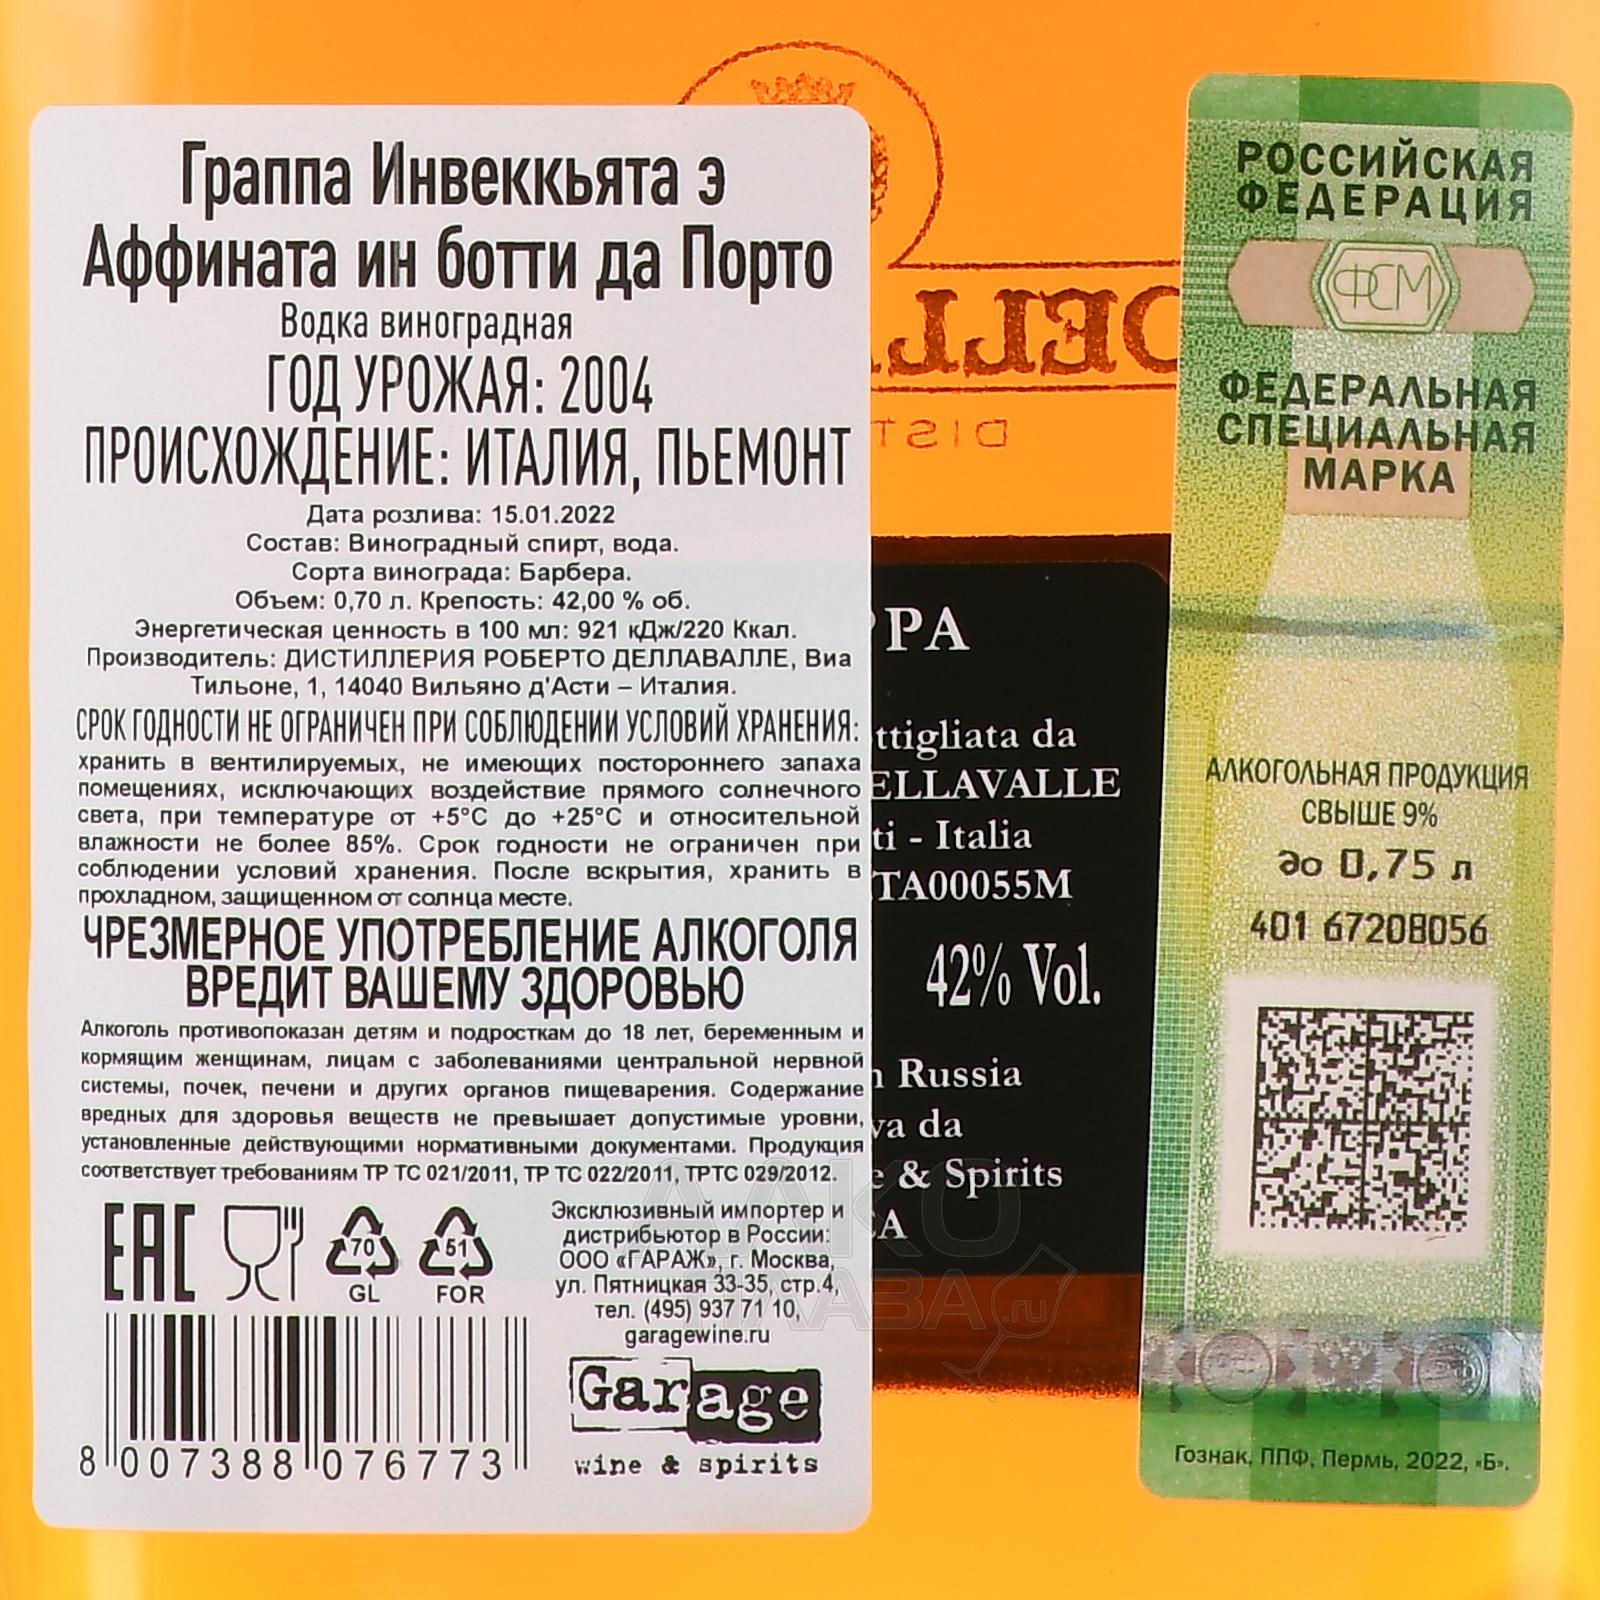 Граппа Инвеккьята э
Аффината ин ботти да Порто
Водка виноградная
ГОД УРОЖАЯ: 2004
ПРОИСХОЖДЕНИЕ: ИТАЛИЯ, ПЬЕМОНТ
Дата розлива: 15.01.2022
Состав: Виноградный спирт, вода.
Сорта винограда: Барбера.
Объем: 0,70 л. Крепость: 42,00 % об.
Энергетическая ценность в 100 мл: 921 кДж/220 Ккал.
Производитель: ДИСТИЛЛЕРИЯ РОБЕРТО ДЕЛЛАВАЛЛЕ, Виа
Тильоне, 1, 14040 Вильяно д'Асти – Италия.
СРОК ГОДНОСТИ НЕ ОГРАНИЧЕН ПРИ СОБЛЮДЕНИИ УСЛОВИЙ ХРАНЕНИЯ:
хранить в вентилируемых, не имеющих постороннего запаха
помещениях, исключающих воздействие прямого солнечного
света, при температуре от +5°C до +25°C и относительной
влажности не более 85%. Срок годности не ограничен при
соблюдении условий хранения. После вскрытия, хранить в
прохладном, защищенном от солнца месте.
ЧРЕЗМЕРНОЕ УПОТРЕБЛЕНИЕ АЛКОГОЛЯ
ВРЕДИТ ВАШЕМУ ЗДОРОВЬЮ
Алкоголь противопоказан детям и подросткам до 18 лет, беременным и
кормящим женщинам, лицам с заболеваниями центральной нервной
системы, почек, печени и других органов пищеварения. Содержание
вредных для здоровья веществ не превышает допустимые уровни,
установленные действующими нормативными документами. Продукция
соответствует требованиям ТР ТС 021/2011, ТР ТС 022/2011, ТРТС 029/2012.
EAC
70
GL
51
FOR
Эксклюзивный импортер и
дистрибьютор в России:
ООО «ГАРАЖ», г. Москва,
ул. Пятницкая 33-35, стр.4,
тел. (495) 937 71 10,
garagewine.ru
Garage
wine & spirits
8 007388 076773
DELL
DIST
PPA
ottigliata da
ELLAVALLE
ti - Italia
TA00055M
42% Vol.
n Russia
va da
e & Spirits
CA
АЛКО
ПЛАЗА.ru
РОССИЙСКАЯ
ФЕДЕРАЦИЯ
ФСМ
ФЕДЕРАЛЬНАЯ
СПЕЦИАЛЬНАЯ
МАРКА
АЛКОГОЛЬНАЯ ПРОДУКЦИЯ
СВЫШЕ 9%
до 0,75 л
401 67208056
Гознак, ППФ, Пермь, 2022, «Б».